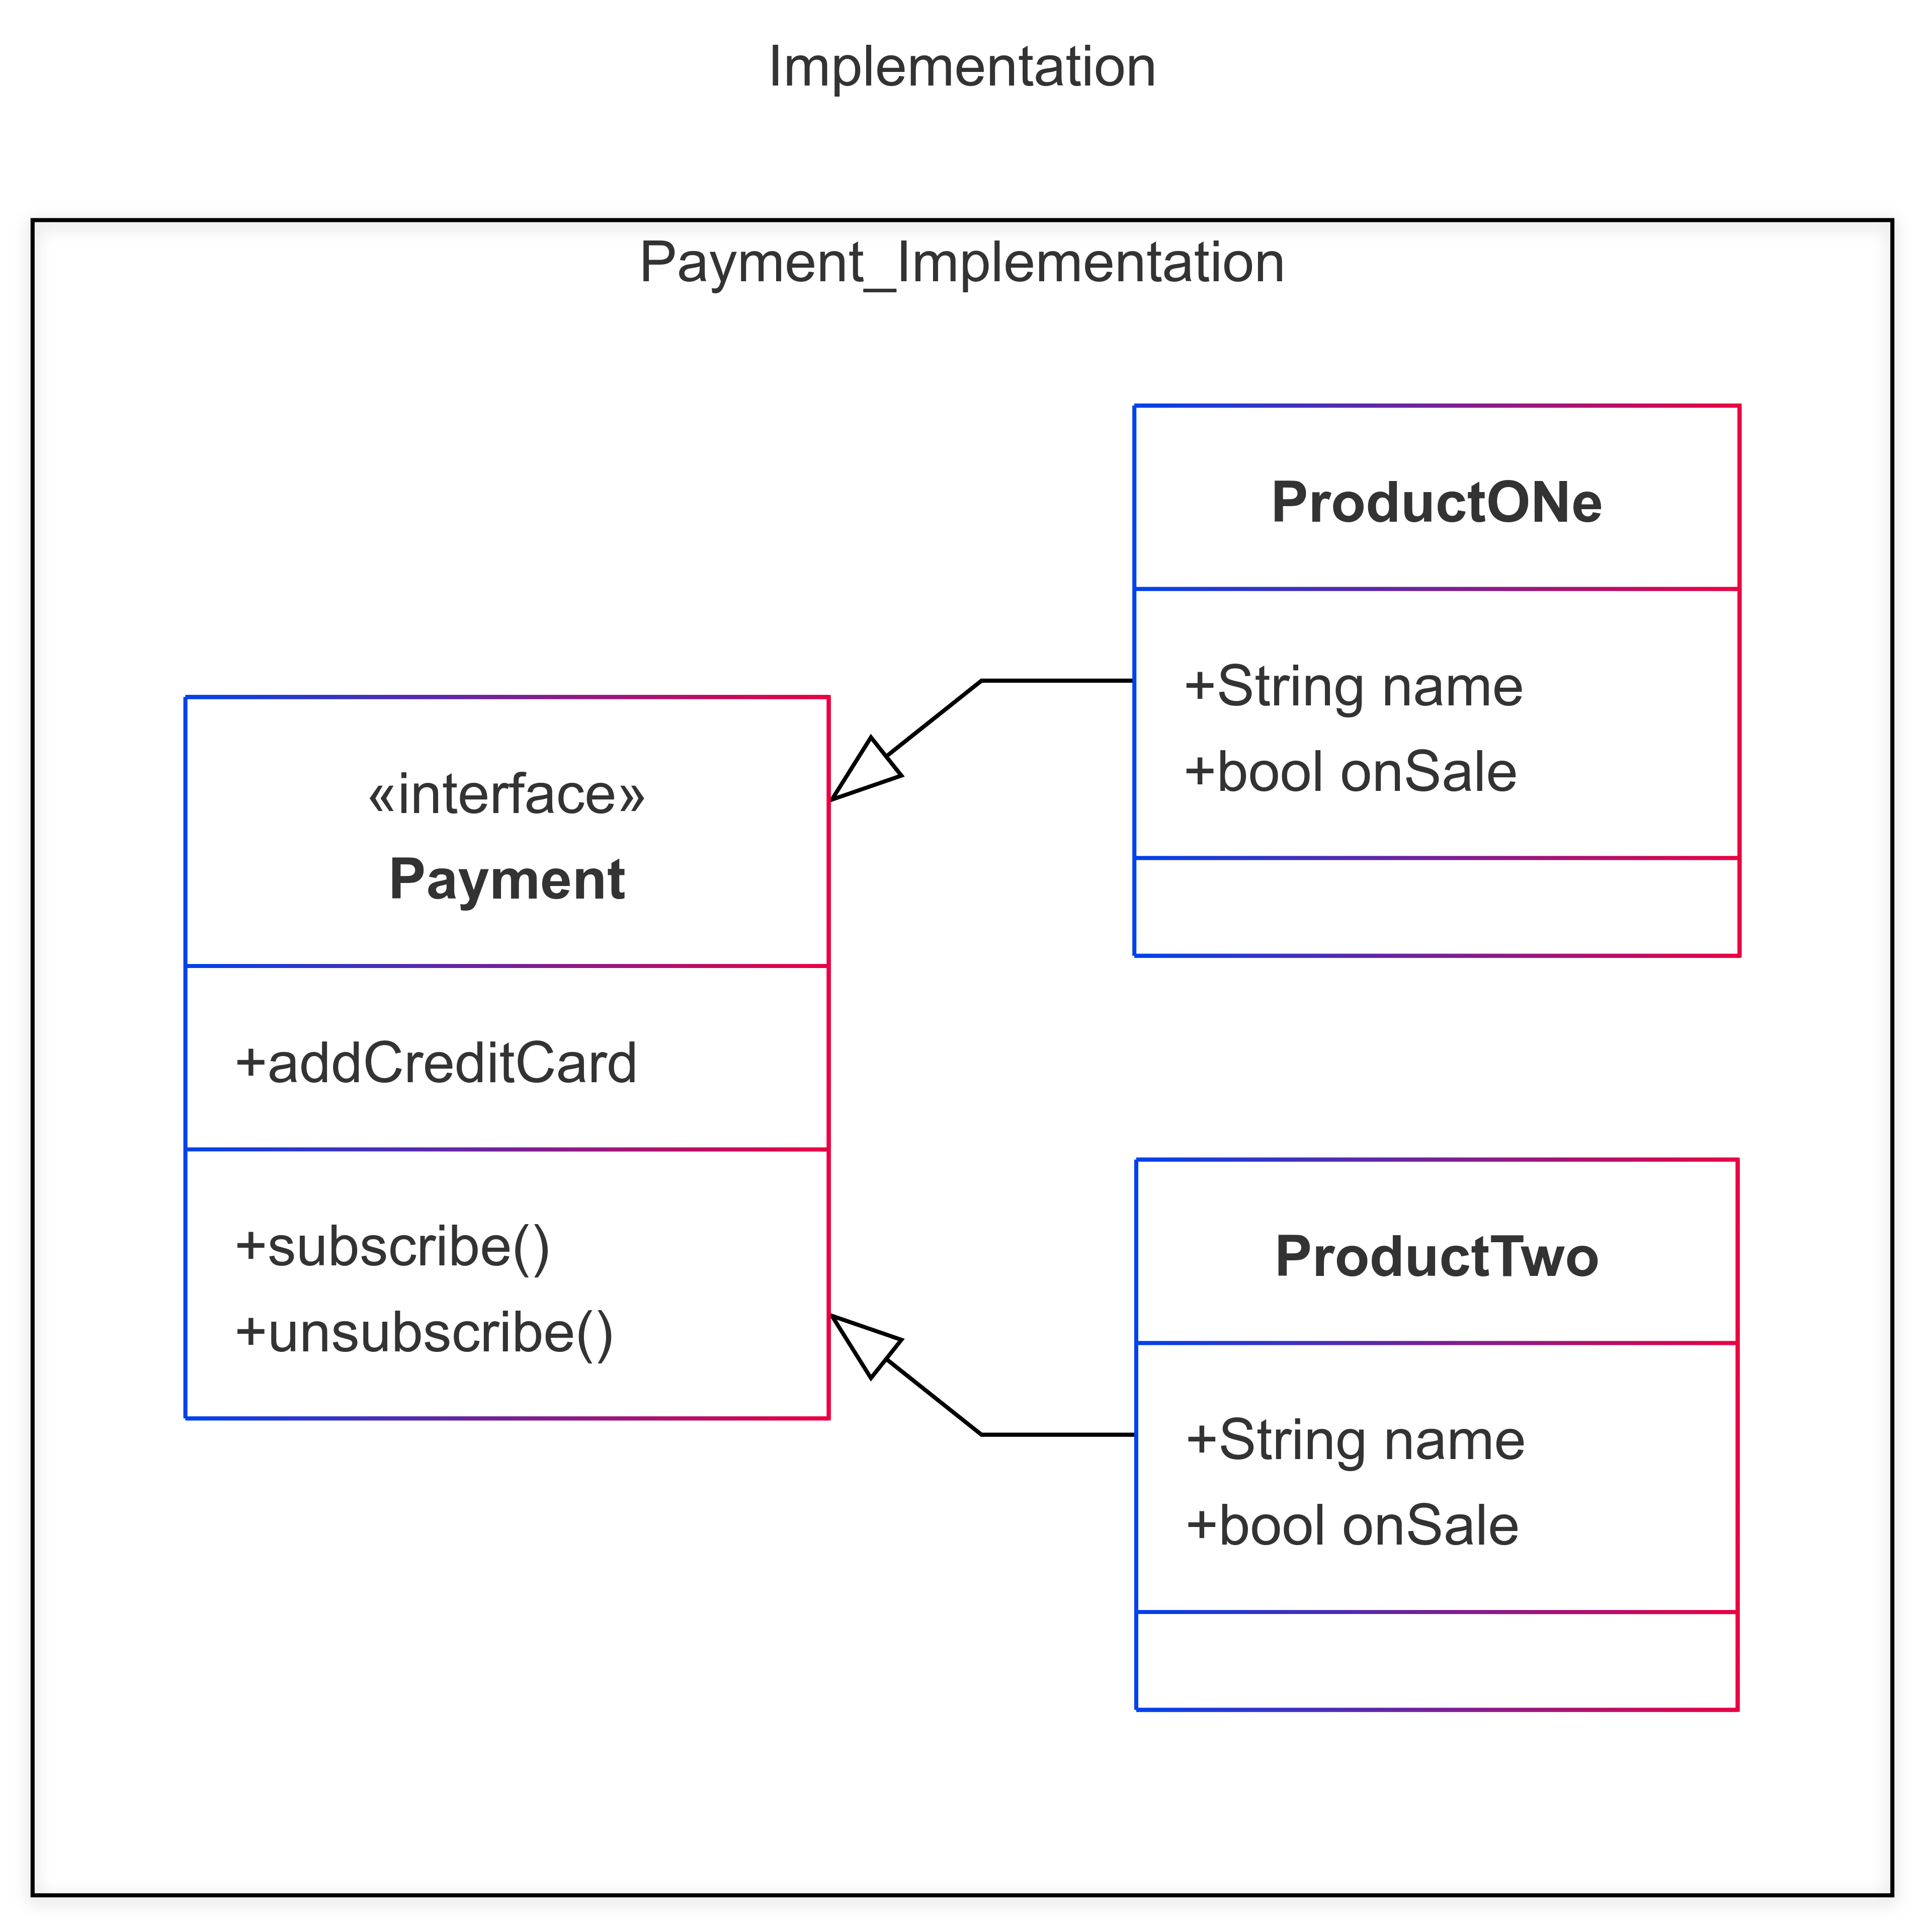 Implementation
Payment_Implementation
«interface»
Payment
+addCreditCard
+subscribe()
+unsubscribe()
ProductONe
+String name
+bool onSale
ProductTwo
+String name
+bool onSale